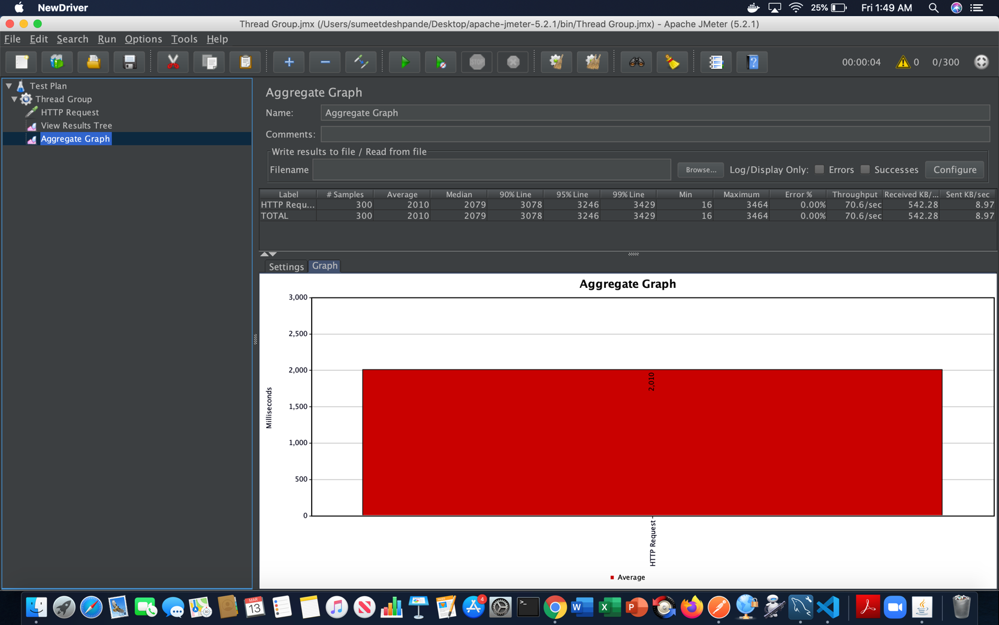 NewDriver
25%
Fri 1:49 AM
Thread Group.jmx (/Users/sumeetdeshpande/Desktop/apache-jmeter-5.2.1/bin/Thread Group.jmx) - Apache JMeter (5.2.1)
File Edit Search Run Options Tools Help
STOP
?
00:00:04
0
0/300
Test Plan
Thread Group
HTTP Request
View Results Tree
Aggregate Graph
Aggregate Graph
Name: Aggregate Graph
Comments:
Write results to file / Read from file
Filename
Browse...
Log/Display Only:
Errors
Successes
Configure
Label # Samples Average Median 90% Line 95% Line 99% Line Min Maximum Error % Throughput Received KB/... Sent KB/sec
HTTP Requ... 300 2010 2079 3078 3246 3429 16 3464 0.00% 70.6/sec 542.28 8.97
TOTAL 300 2010 2079 3078 3246 3429 16 3464 0.00% 70.6/sec 542.28 8.97
Settings Graph
Aggregate Graph
3,000
2,500
2,000
1,500
1,000
500
0
Milliseconds
2,010
HTTP Request
Average
MAR
13
4
>_
W
X
P